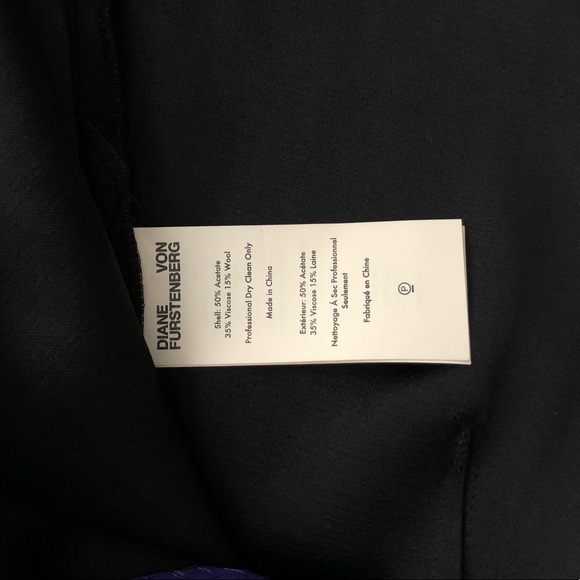 DIANE VON
FURSTENBERG
Shell: 50% Acetate
35% Viscose 15% Wool
Professional Dry Clean Only
Made in China
Extérieur: 50% Acétate
35% Viscose 15% Laine
Nettoyage À Sec Professionnel
Seulement
Fabriqué en Chine
P